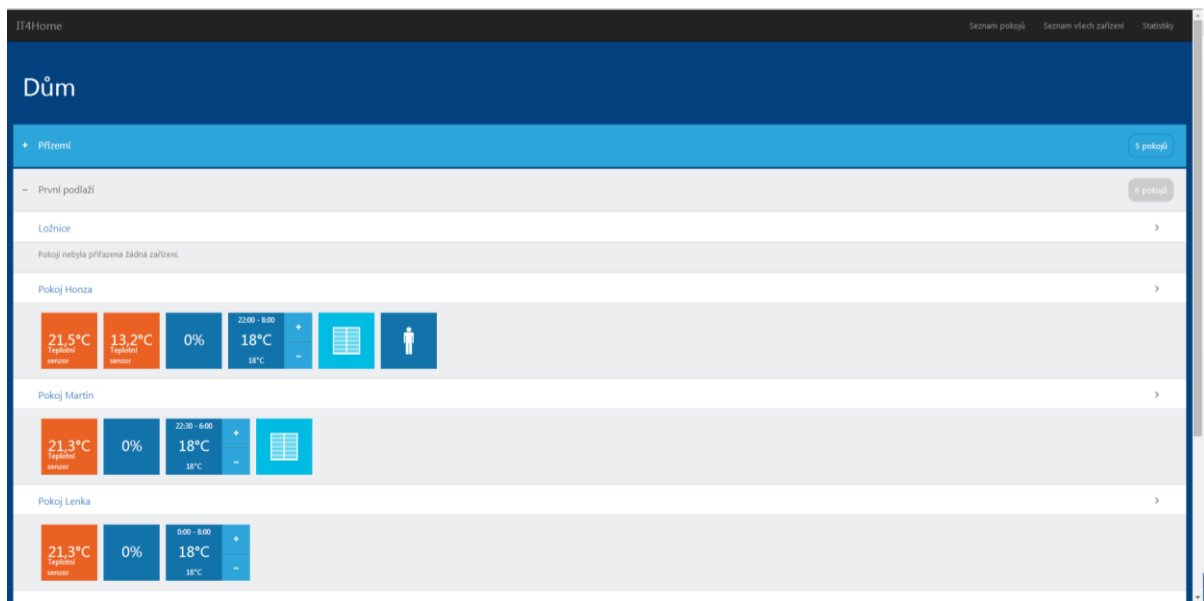 IT4Home
Seznam pokojů Seznam všech zařízení Statistiky
Dům
+ Přízemí 5 pokojů
− První podlaží 6 pokojů
Ložnice >
Pokoji nebyla přiřazena žádná zařízení.
Pokoj Honza >
21,5°C
Teplotní
senzor
13,2°C
Teplotní
senzor
0%
22:00 - 8:00
18°C
18°C
+
−
Pokoj Martin >
21,3°C
Teplotní
senzor
0%
22:30 - 6:00
18°C
18°C
+
−
Pokoj Lenka >
21,3°C
Teplotní
senzor
0%
0:00 - 8:00
18°C
18°C
+
−